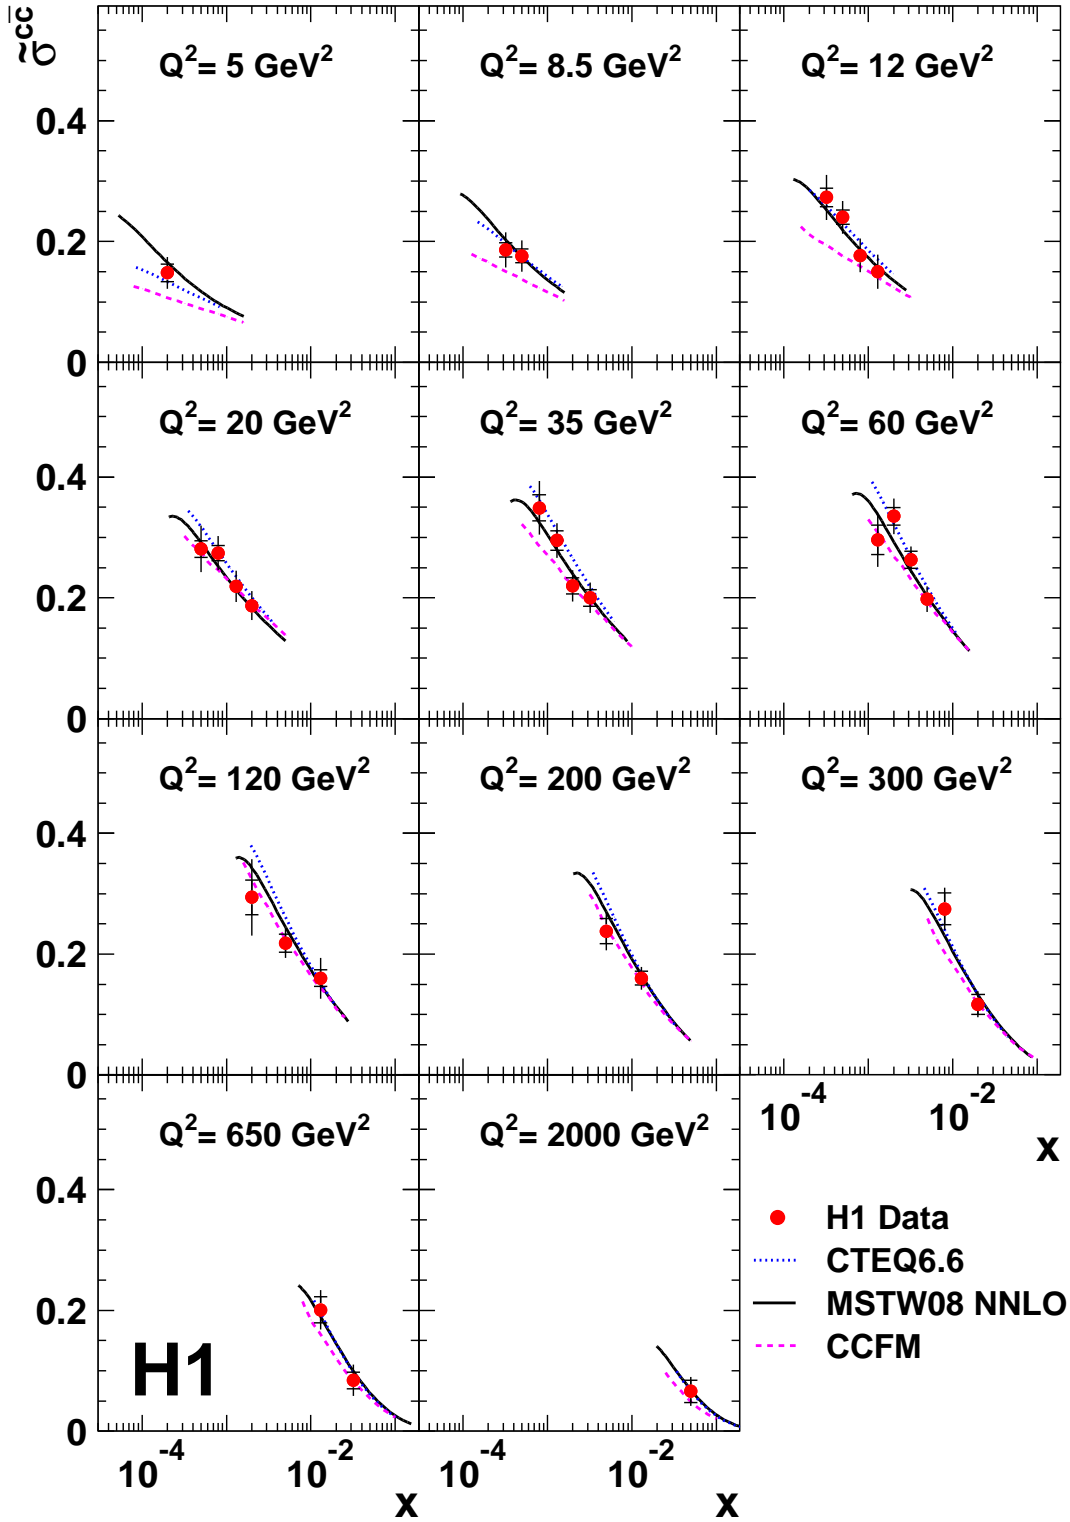 σ̃^cc̅
Q²= 5 GeV²
Q²= 8.5 GeV²
Q²= 12 GeV²
0.4
0.2
0
Q²= 20 GeV²
Q²= 35 GeV²
Q²= 60 GeV²
0.4
0.2
0
Q²= 120 GeV²
Q²= 200 GeV²
Q²= 300 GeV²
0.4
0.2
0
10⁻⁴ 10⁻²
x
Q²= 650 GeV²
Q²= 2000 GeV²
0.4
0.2
0
H1
10⁻⁴ 10⁻²
x
10⁻⁴ 10⁻²
x
H1 Data
CTEQ6.6
MSTW08 NNLO
CCFM